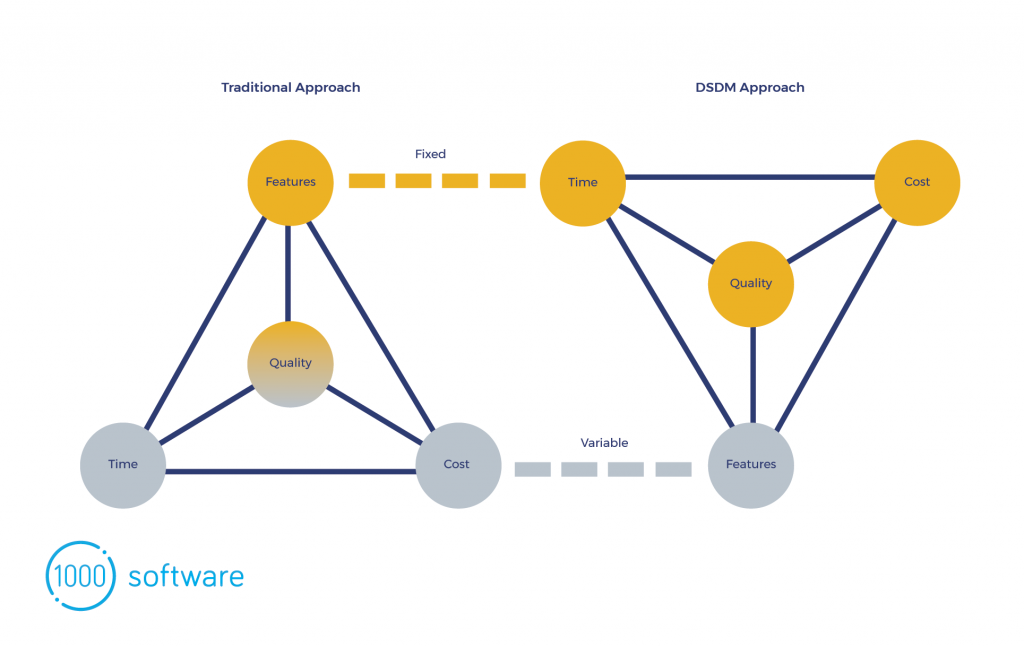 Traditional Approach
DSDM Approach
Fixed
Features
Time
Cost
Quality
Quality
Variable
Time
Cost
Features
1000 software